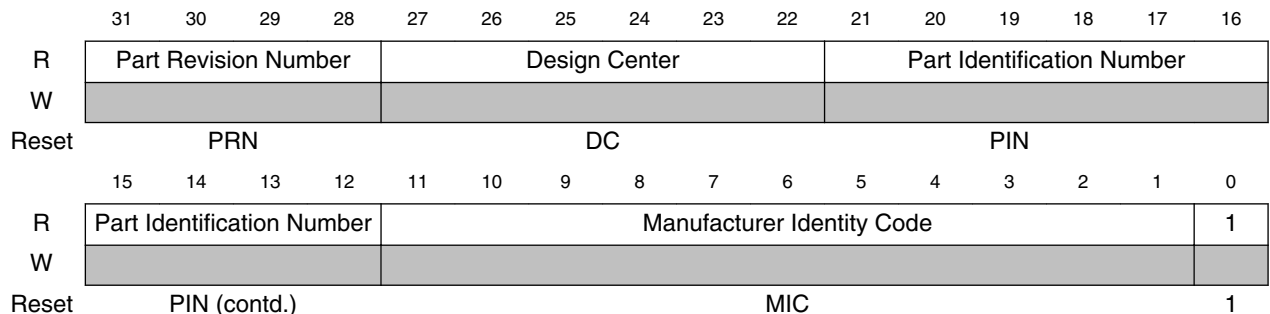 31 30 29 28 27 26 25 24 23 22 21 20 19 18 17 16
R Part Revision Number Design Center Part Identification Number
W
Reset PRN DC PIN
15 14 13 12 11 10 9 8 7 6 5 4 3 2 1 0
R Part Identification Number Manufacturer Identity Code 1
W
Reset PIN (contd.) MIC 1